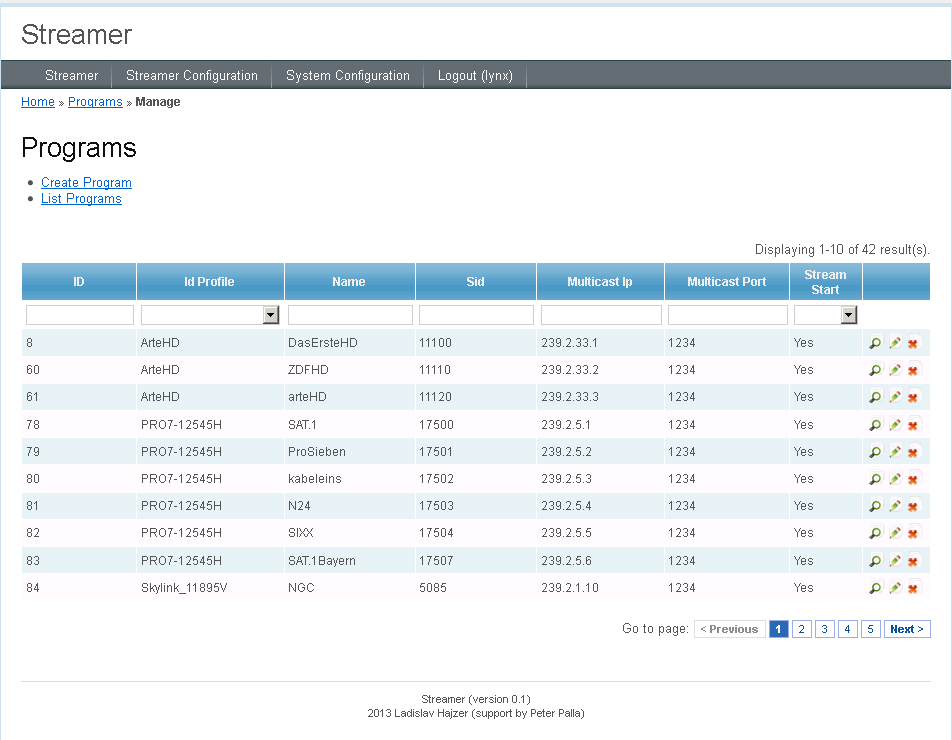 Streamer
Streamer Streamer Configuration System Configuration Logout (lynx)
Home » Programs » Manage
Programs
Create Program
List Programs
Displaying 1-10 of 42 result(s).
ID Id Profile Name Sid Multicast Ip Multicast Port Stream Start
8 ArteHD DasErsteHD 11100 239.2.33.1 1234 Yes
60 ArteHD ZDFHD 11110 239.2.33.2 1234 Yes
61 ArteHD arteHD 11120 239.2.33.3 1234 Yes
78 PRO7-12545H SAT.1 17500 239.2.5.1 1234 Yes
79 PRO7-12545H ProSieben 17501 239.2.5.2 1234 Yes
80 PRO7-12545H kabeleins 17502 239.2.5.3 1234 Yes
81 PRO7-12545H N24 17503 239.2.5.4 1234 Yes
82 PRO7-12545H SIXX 17504 239.2.5.5 1234 Yes
83 PRO7-12545H SAT.1Bayern 17507 239.2.5.6 1234 Yes
84 Skylink_11895V NGC 5085 239.2.1.10 1234 Yes
Go to page: < Previous 1 2 3 4 5 Next >
Streamer (version 0.1)
2013 Ladislav Hajzer (support by Peter Palla)